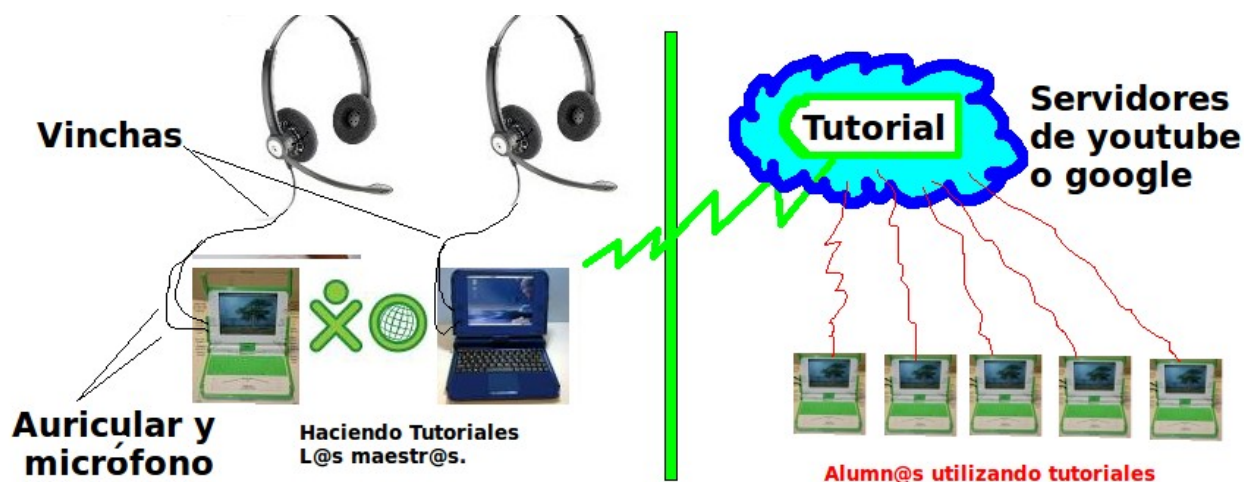 Vinchas
Auricular y
micrófono
Haciendo Tutoriales
L@s maestr@s.
Tutorial
Servidores
de youtube
o google
Alumn@s utilizando tutoriales